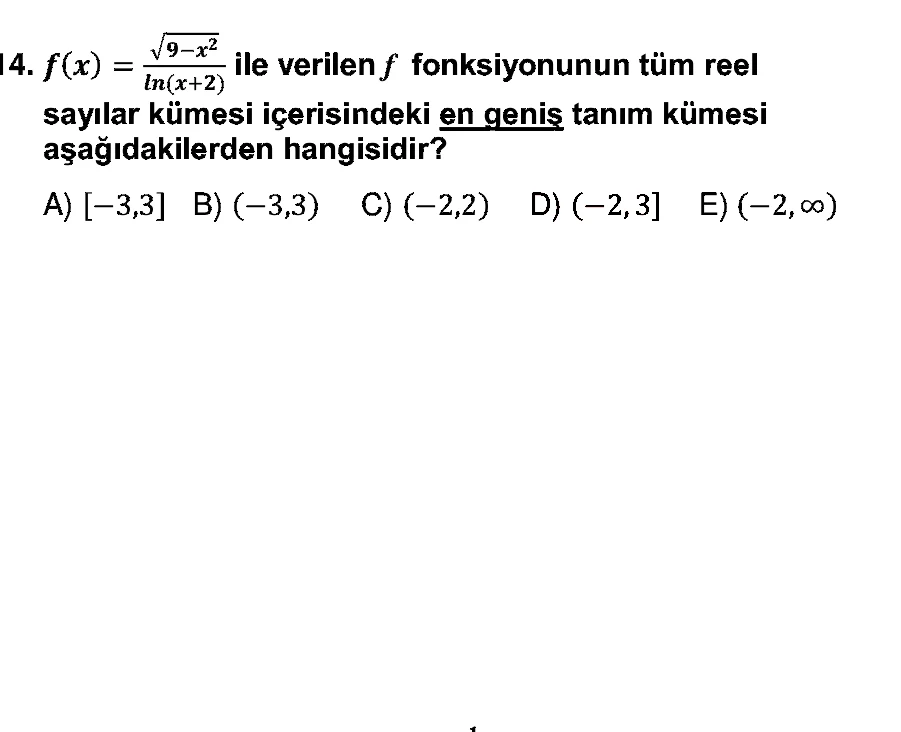 14. f(x) = √(9−x²) / ln(x+2) ile verilen f fonksiyonunun tüm reel
sayılar kümesi içerisindeki en geniş tanım kümesi
aşağıdakilerden hangisidir?
A) [−3,3] B) (−3,3) C) (−2,2) D) (−2, 3] E) (−2, ∞)